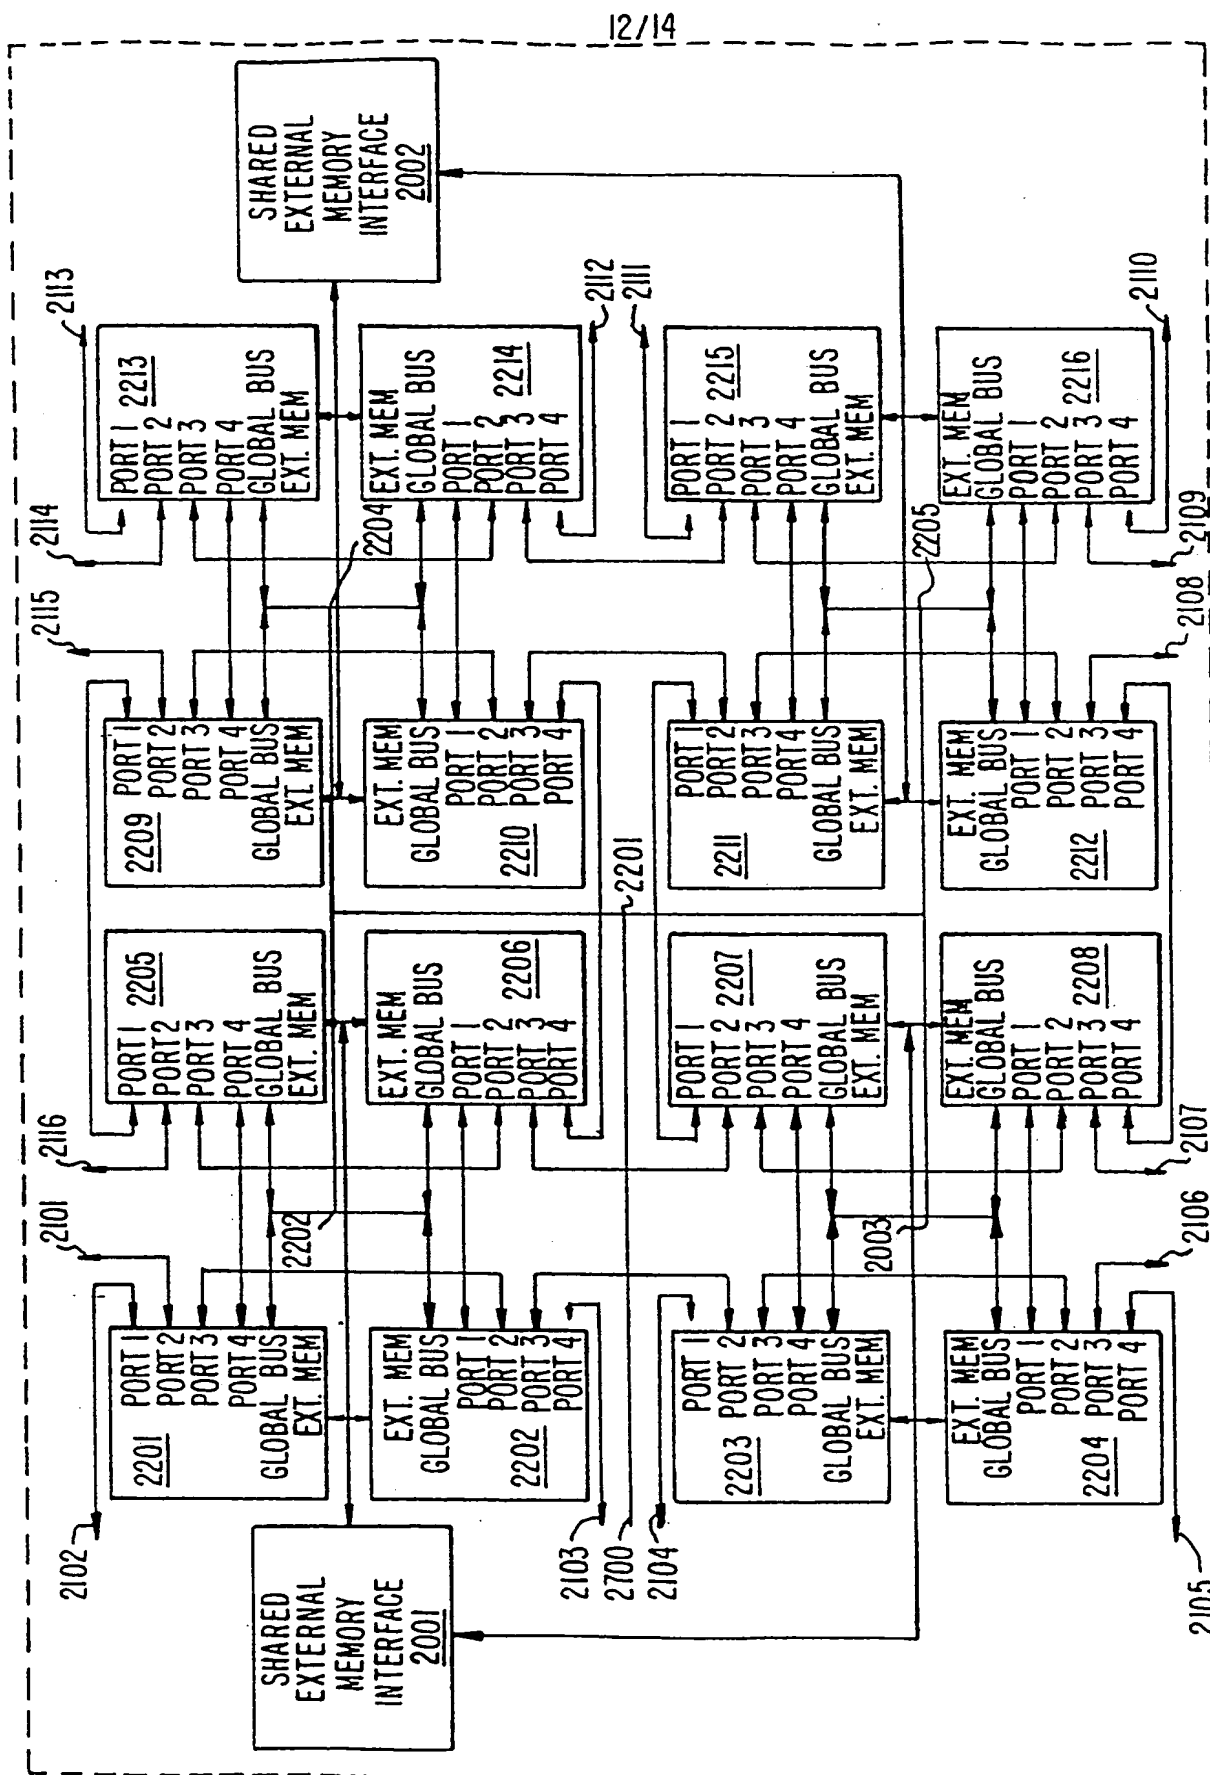 12/14
2102
2101
2116
2115
2114
2113
2201
PORT 1
PORT 2
PORT 3
PORT 4
GLOBAL BUS
EXT. MEM
PORT 1
2205
PORT 2
PORT 3
PORT 4
GLOBAL BUS
EXT. MEM
PORT 1
2209
PORT 2
PORT 3
PORT 4
GLOBAL BUS
EXT. MEM
PORT 1
2213
PORT 2
PORT 3
PORT 4
GLOBAL BUS
EXT. MEM
SHARED
EXTERNAL
MEMORY
INTERFACE
2001
2202
2204
SHARED
EXTERNAL
MEMORY
INTERFACE
2002
EXT. MEM
GLOBAL BUS
PORT 1
PORT 2
2202
PORT 3
PORT 4
EXT. MEM
GLOBAL BUS
PORT 1
PORT 2
2206
PORT 3
PORT 4
EXT. MEM
GLOBAL BUS
PORT 1
PORT 2
2210
PORT 3
PORT 4
EXT. MEM
GLOBAL BUS
PORT 1
PORT 2
2214
PORT 3
PORT 4
2103
2112
2700
2201
2104
2111
PORT 1
PORT 2
2203
PORT 3
PORT 4
GLOBAL BUS
EXT. MEM
PORT 1
PORT 2
2207
PORT 3
PORT 4
GLOBAL BUS
EXT. MEM
PORT 1
PORT 2
2211
PORT 3
PORT 4
GLOBAL BUS
EXT. MEM
PORT 1
PORT 2
2215
PORT 3
PORT 4
GLOBAL BUS
EXT. MEM
2003
2205
EXT. MEM
GLOBAL BUS
PORT 1
PORT 2
2204
PORT 3
PORT 4
EXT. MEM
GLOBAL BUS
PORT 1
PORT 2
2208
PORT 3
PORT 4
EXT. MEM
GLOBAL BUS
PORT 1
PORT 2
2212
PORT 3
PORT 4
EXT. MEM
GLOBAL BUS
PORT 1
PORT 2
2216
PORT 3
PORT 4
2105
2106
2107
2108
2109
2110